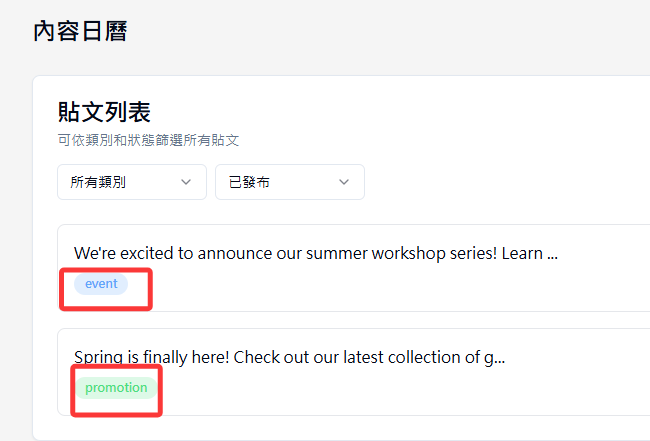 內容日曆
貼文列表
可依類別和狀態篩選所有貼文
所有類別 已發布
We're excited to announce our summer workshop series! Learn ...
event
Spring is finally here! Check out our latest collection of g...
promotion